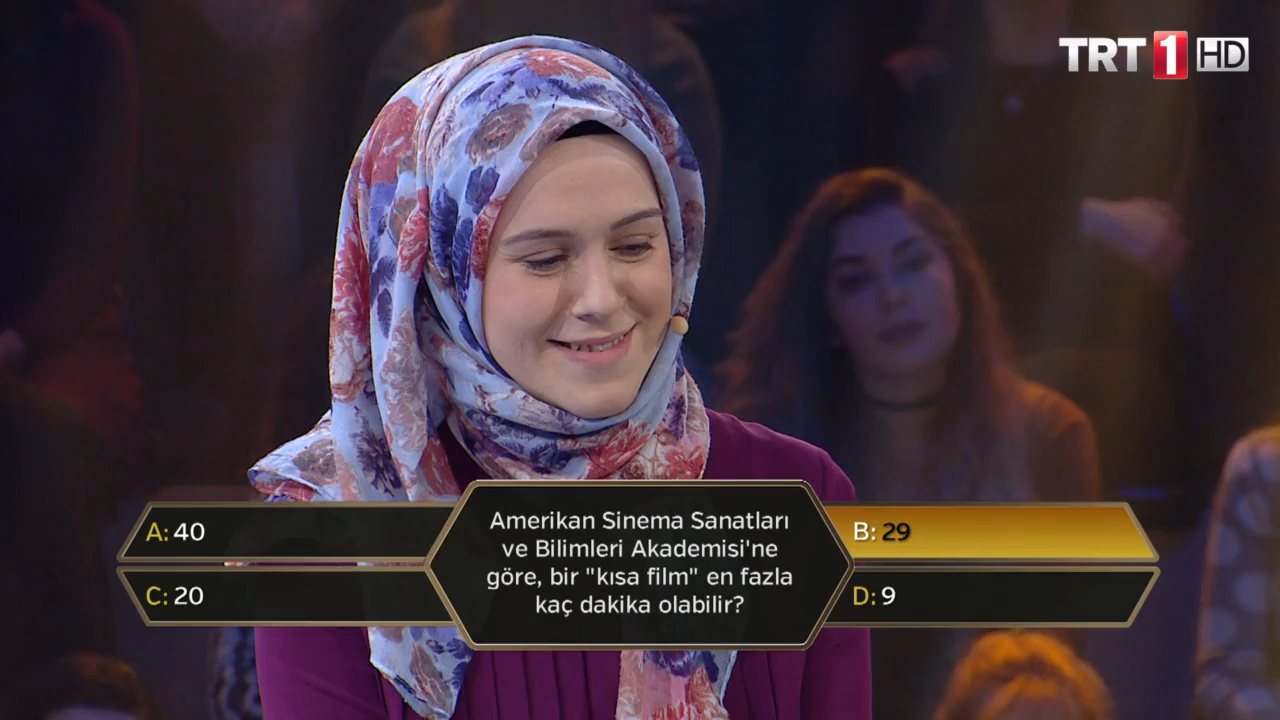 TRT 1 HD
Amerikan Sinema Sanatları
ve Bilimleri Akademisi'ne
göre, bir "kısa film" en fazla
kaç dakika olabilir?
A: 40
B: 29
C: 20
D: 9